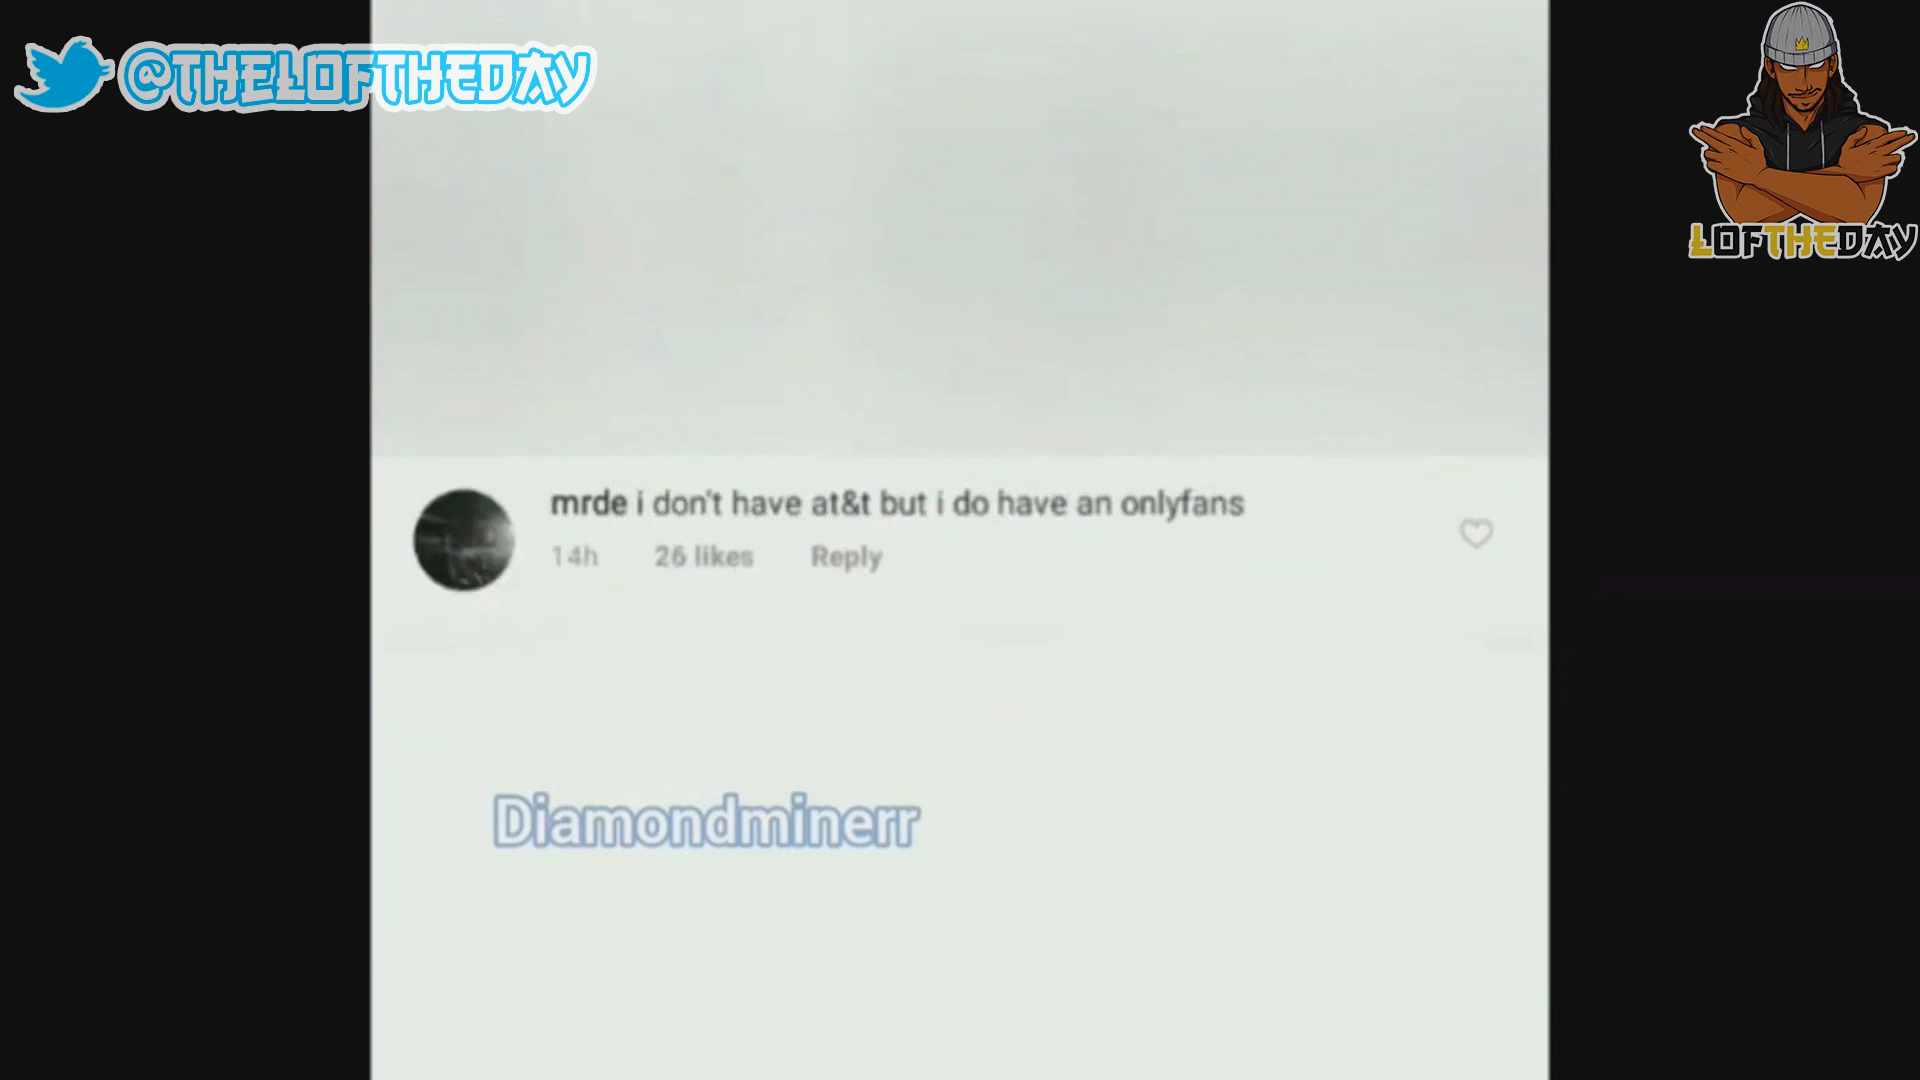 @THELOFTHEDAY
LOFTHEDAY
mrde i don't have at&t but i do have an onlyfans
14h 26 likes Reply
Diamondminerr